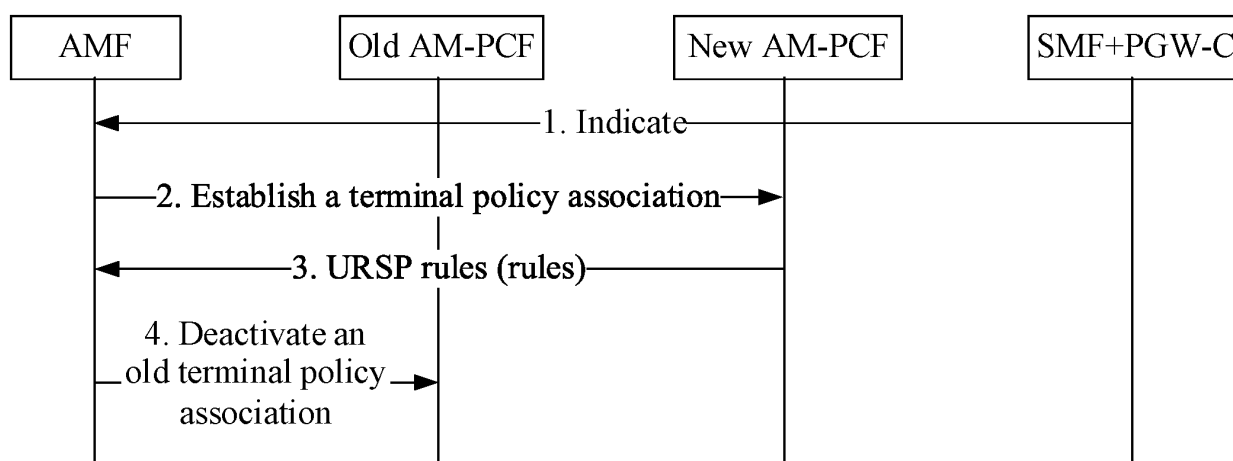 AMF
Old AM-PCF
New AM-PCF
SMF+PGW-C
1. Indicate
2. Establish a terminal policy association
3. URSP rules (rules)
4. Deactivate an
old terminal policy
association